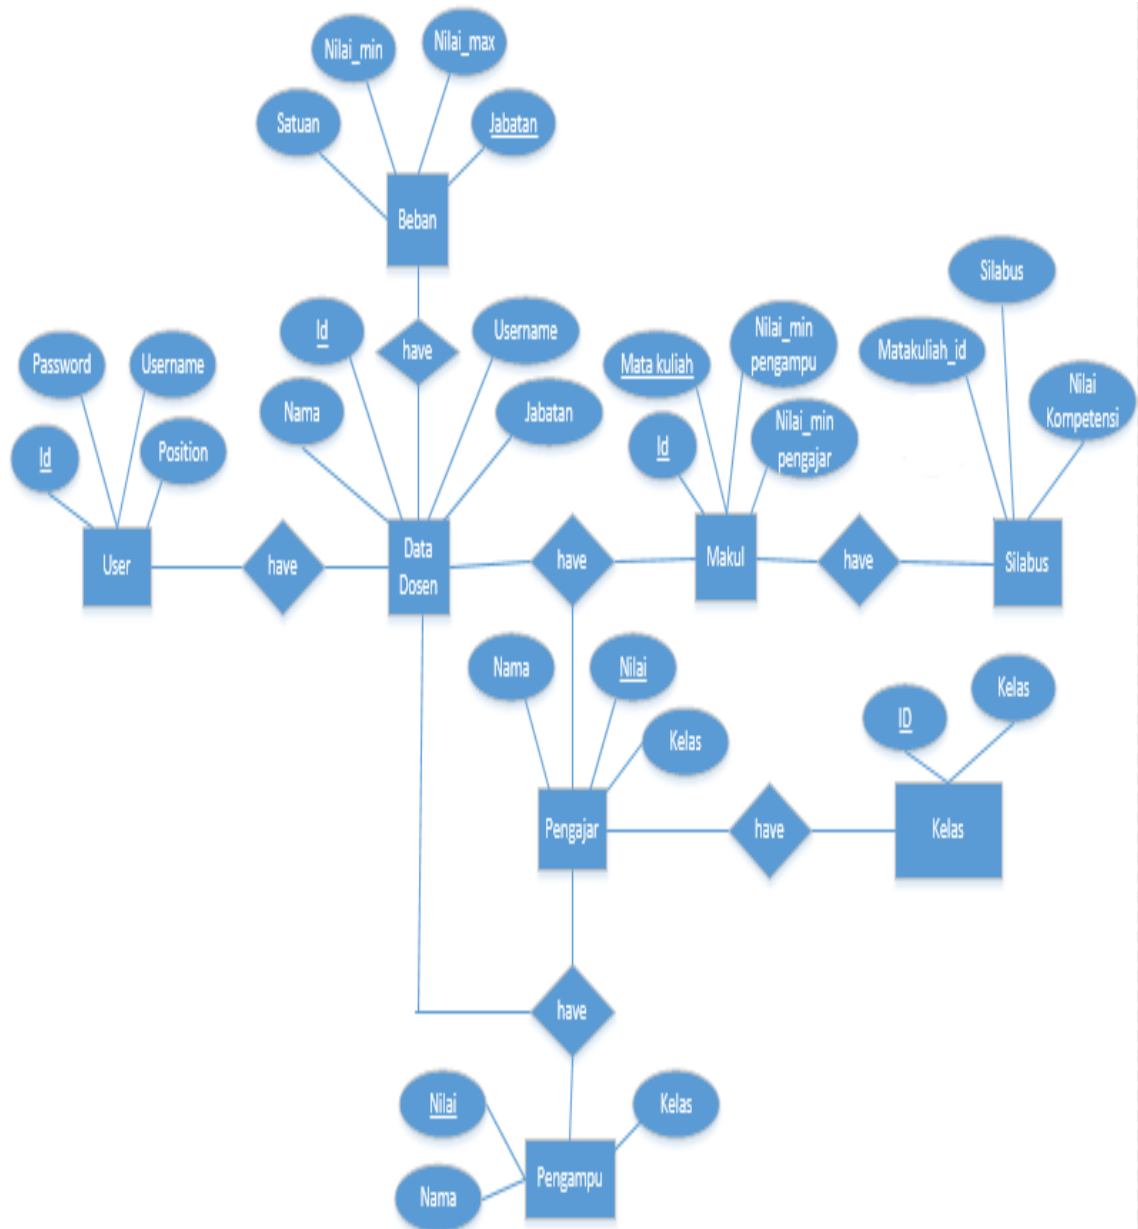 Nilai_min
Nilai_max
Satuan
Jabatan
Beban
Silabus
Id
have
Username
Nilai_min
pengampu
Password
Username
Mata kuliah
Matakuliah_id
Nama
Jabatan
Nilai
Kompetensi
Id
Position
Id
Nilai_min
pengajar
User
have
Data
Dosen
have
Makul
have
Silabus
Nama
Nilai
Kelas
ID
Kelas
Pengajar
have
Kelas
have
Nilai
Kelas
Nama
Pengampu